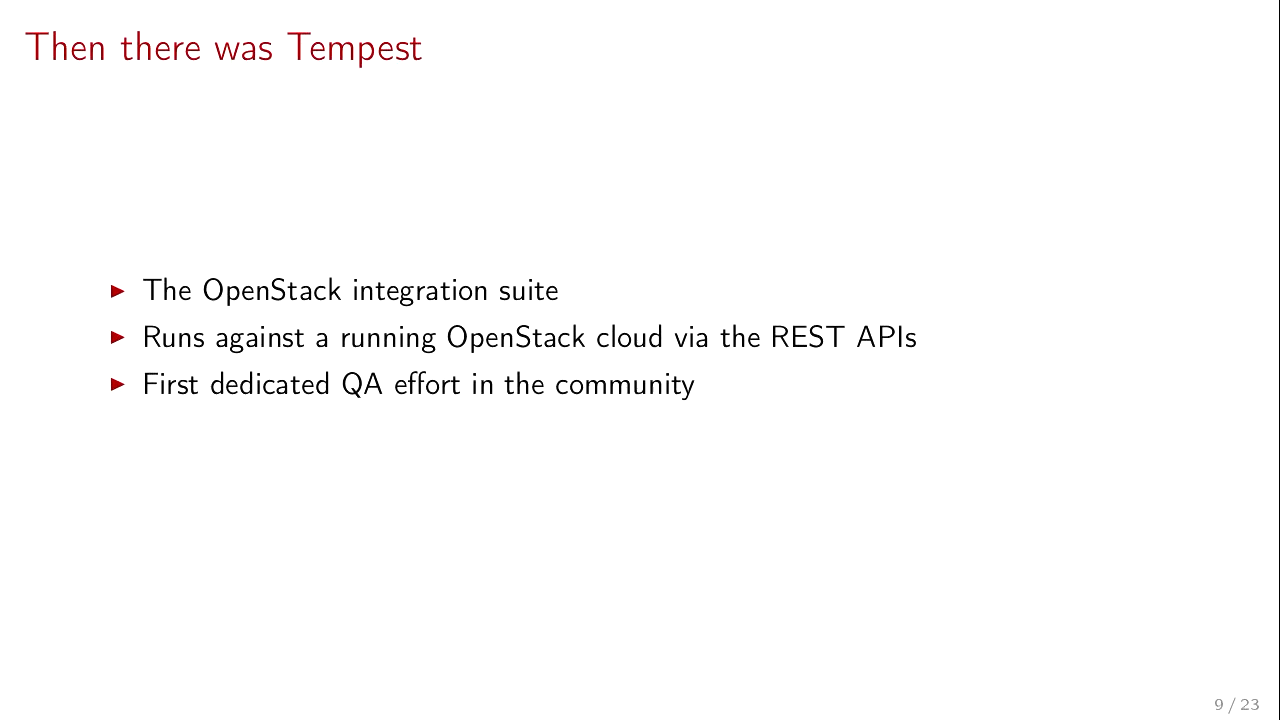 Then there was Tempest
▶ The OpenStack integration suite
▶ Runs against a running OpenStack cloud via the REST APIs
▶ First dedicated QA effort in the community
9 / 23